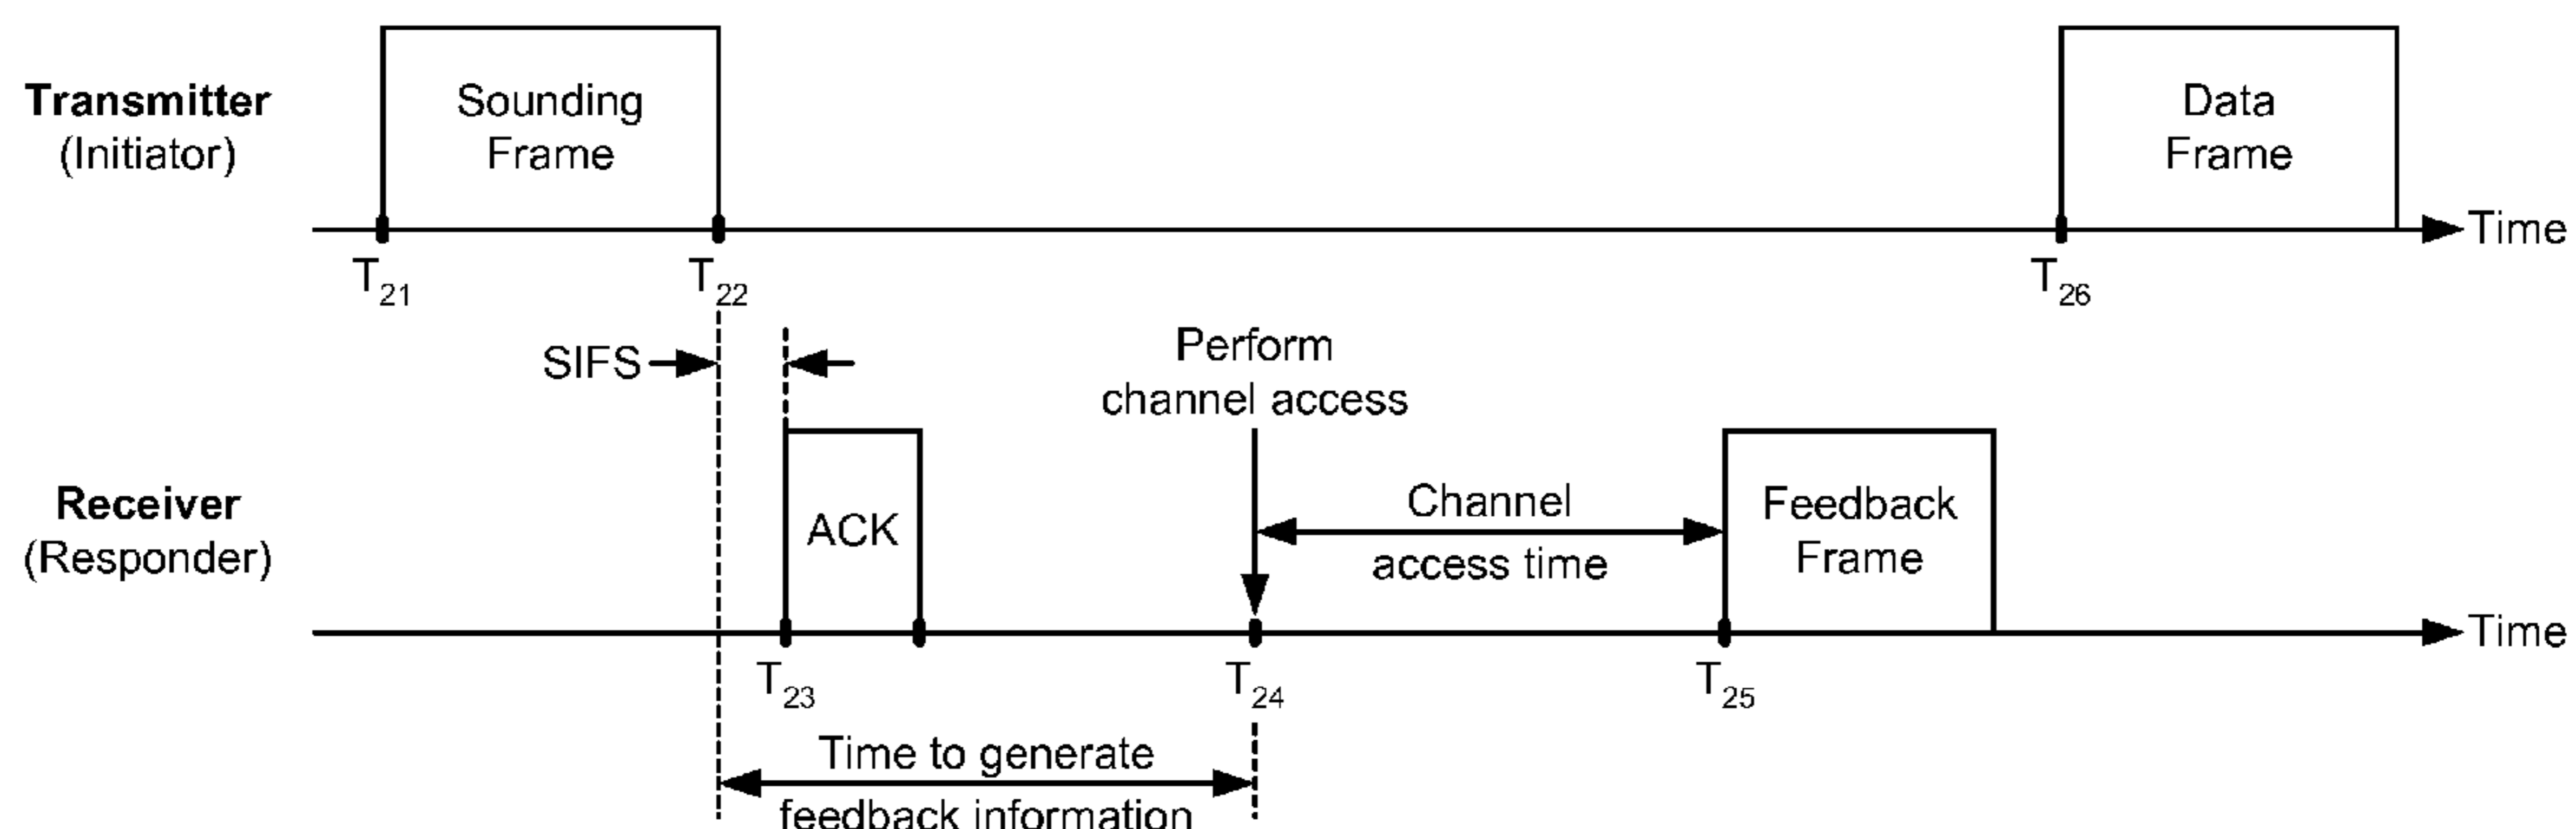 Transmitter
(Initiator)
Sounding
Frame
Data
Frame
Time
T21
T22
T26
SIFS
Perform
channel access
Receiver
(Responder)
ACK
Channel
access time
Feedback
Frame
Time
T23
T24
T25
Time to generate
feedback information